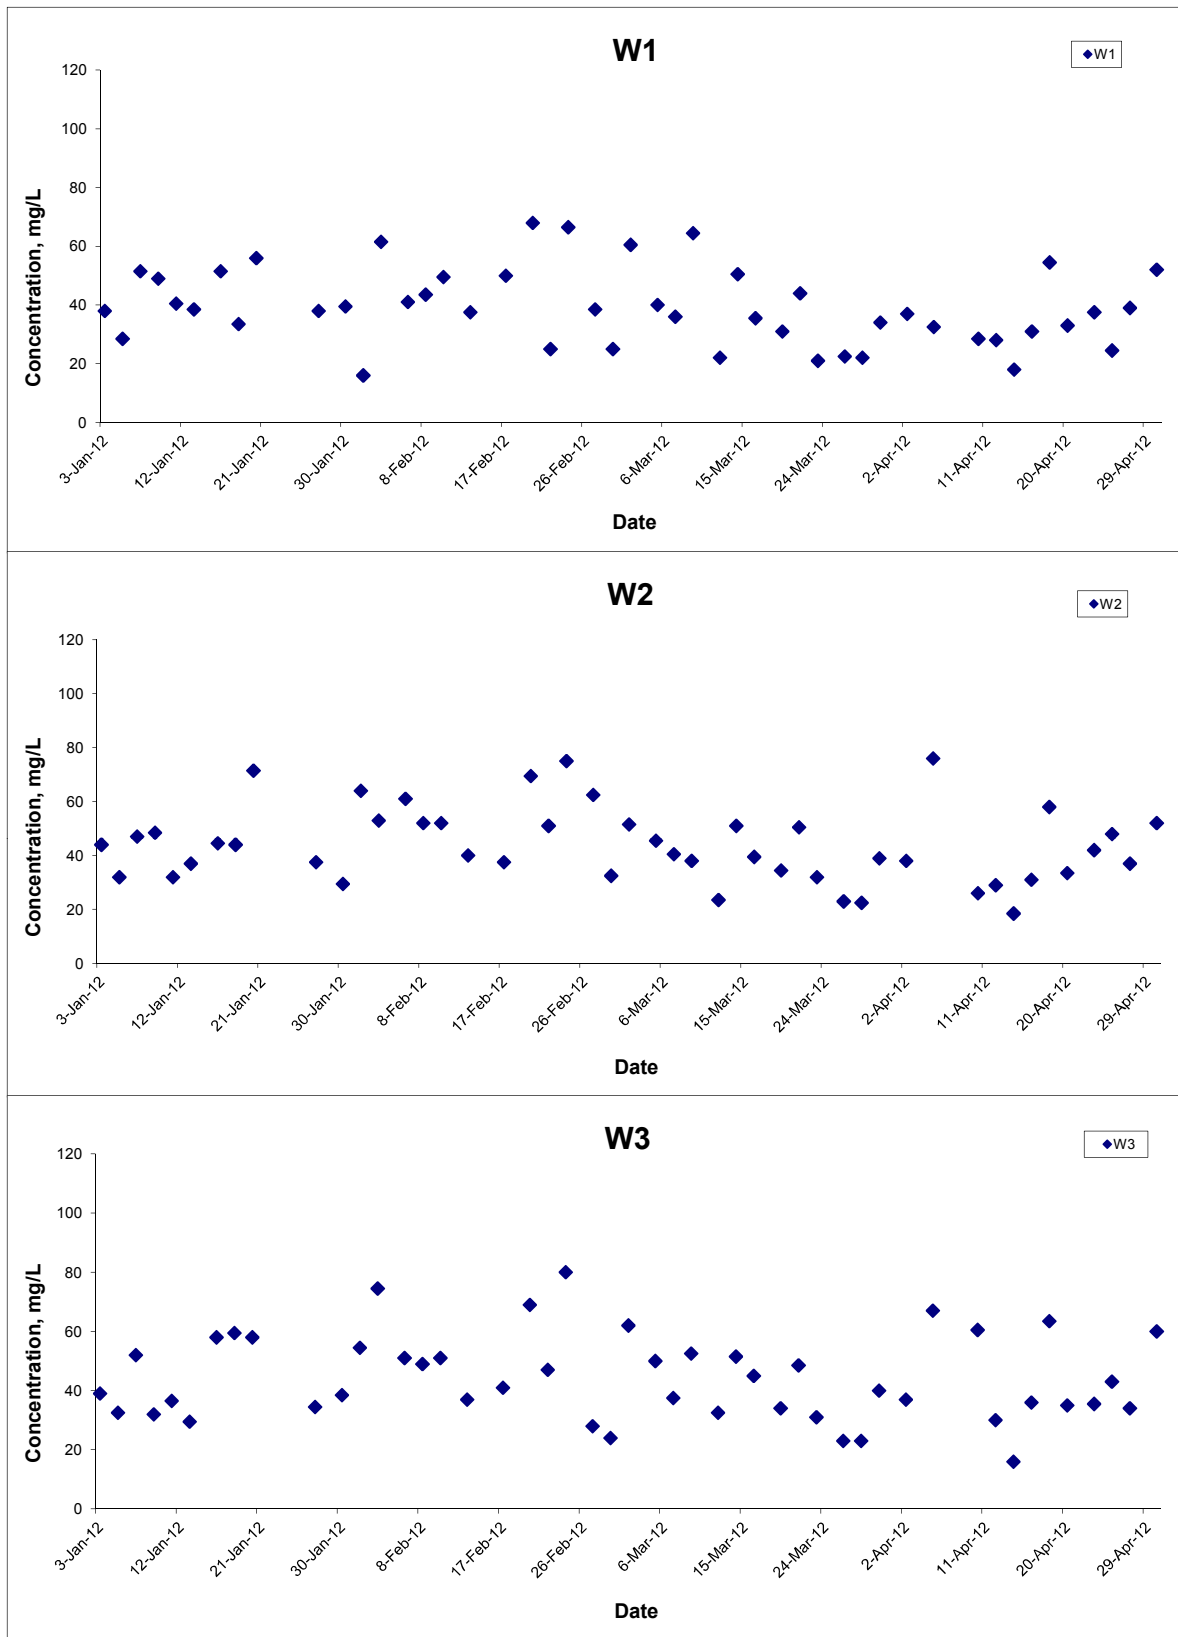 W1
W1
120
100
80
60
40
20
0
Concentration, mg/L
3-Jan-12 12-Jan-12 21-Jan-12 30-Jan-12 8-Feb-12 17-Feb-12 26-Feb-12 6-Mar-12 15-Mar-12 24-Mar-12 2-Apr-12 11-Apr-12 20-Apr-12 29-Apr-12
Date
W2
W2
120
100
80
60
40
20
0
Concentration, mg/L
3-Jan-12 12-Jan-12 21-Jan-12 30-Jan-12 8-Feb-12 17-Feb-12 26-Feb-12 6-Mar-12 15-Mar-12 24-Mar-12 2-Apr-12 11-Apr-12 20-Apr-12 29-Apr-12
Date
W3
W3
120
100
80
60
40
20
0
Concentration, mg/L
3-Jan-12 12-Jan-12 21-Jan-12 30-Jan-12 8-Feb-12 17-Feb-12 26-Feb-12 6-Mar-12 15-Mar-12 24-Mar-12 2-Apr-12 11-Apr-12 20-Apr-12 29-Apr-12
Date